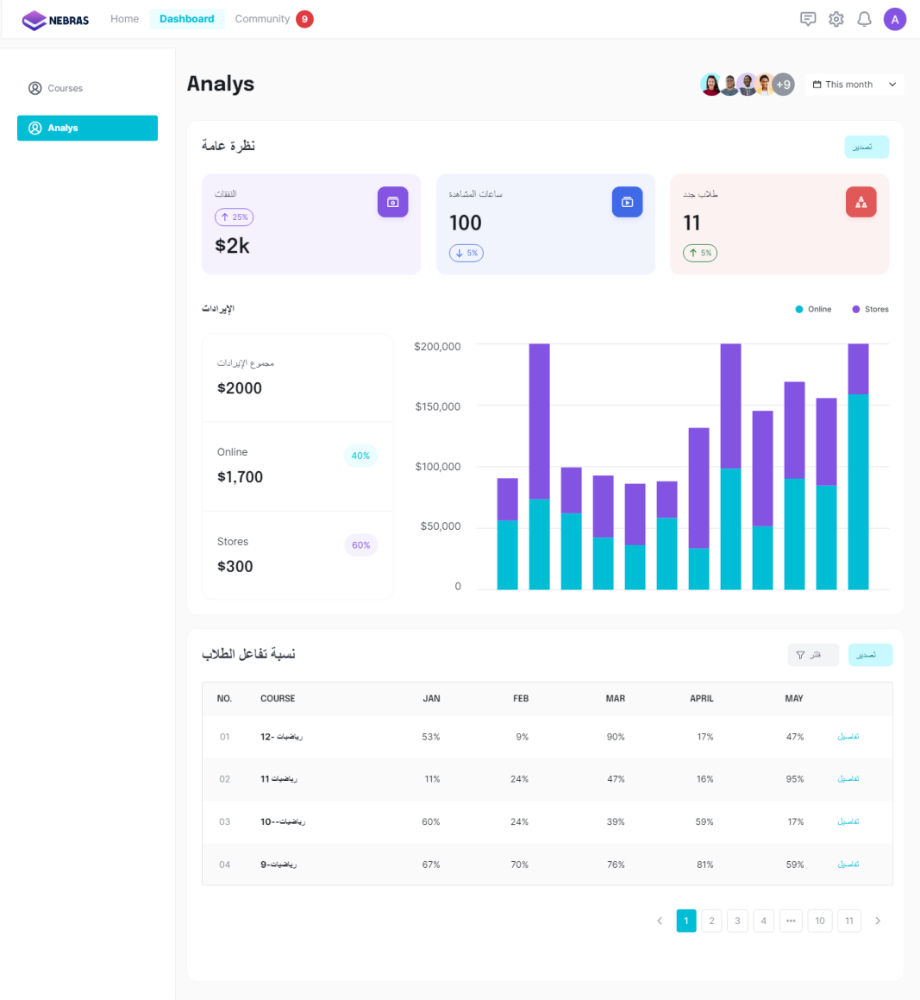 NEBRAS
Home
Dashboard
Community
9
A
Courses
Analys
Analys
+9
This month
نظرة عامة
تصدير
النفقات
25%
$2k
ساعات المشاهدة
100
5%
طلاب جدد
11
5%
الإيرادات
Online
Stores
مجموع الإيرادات
$2000
Online
40%
$1,700
Stores
60%
$300
$200,000
$150,000
$100,000
$50,000
0
نسبة تفاعل الطلاب
فلتر
تصدير
NO. COURSE JAN FEB MAR APRIL MAY
01 رياضيات -12 53% 9% 90% 17% 47% تفاصيل
02 رياضيات 11 11% 24% 47% 16% 95% تفاصيل
03 رياضيات--10 60% 24% 39% 59% 17% تفاصيل
04 رياضيات-9 67% 70% 76% 81% 59% تفاصيل
1 2 3 4 ••• 10 11